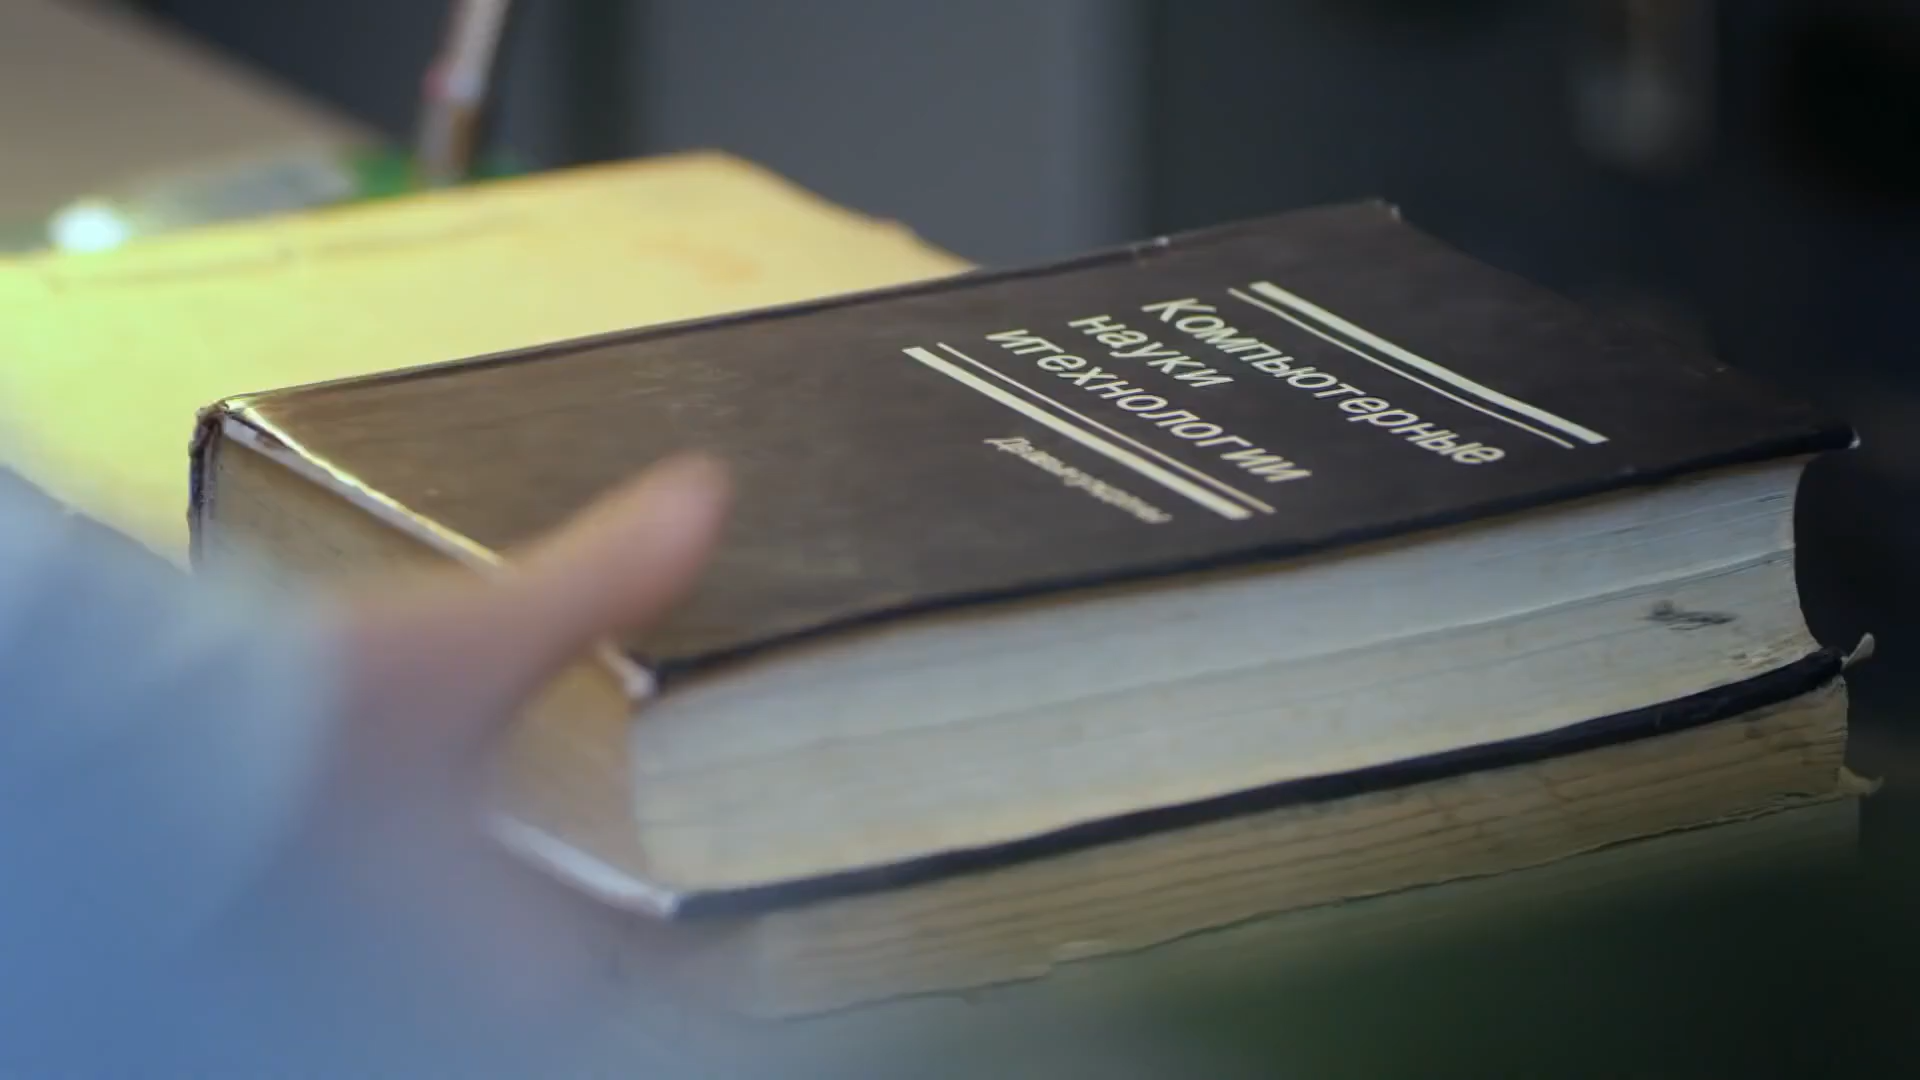 Компьютерные
науки
итехнологии